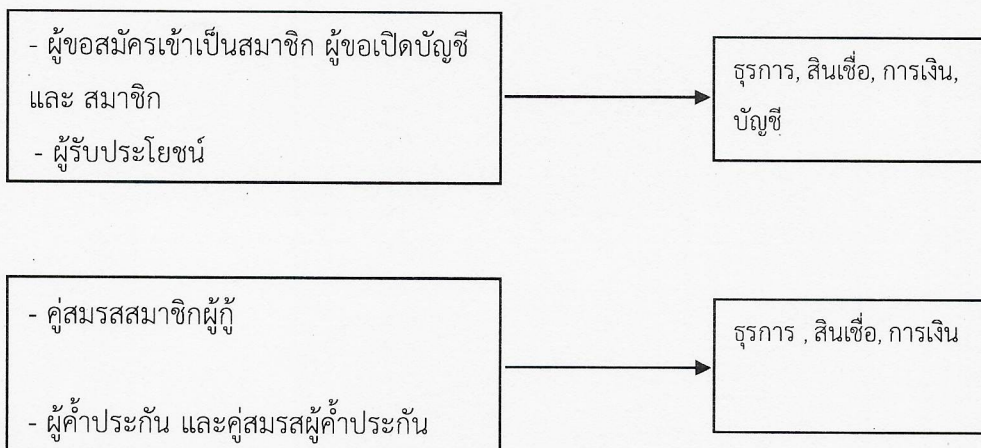 - ผู้ขอสมัครเข้าเป็นสมาชิก ผู้ขอเปิดบัญชี
และ สมาชิก
- ผู้รับประโยชน์
ธุรการ, สินเชื่อ, การเงิน,
บัญชี
- คู่สมรสสมาชิกผู้กู้
- ผู้ค้ำประกัน และคู่สมรสผู้ค้ำประกัน
ธุรการ , สินเชื่อ, การเงิน